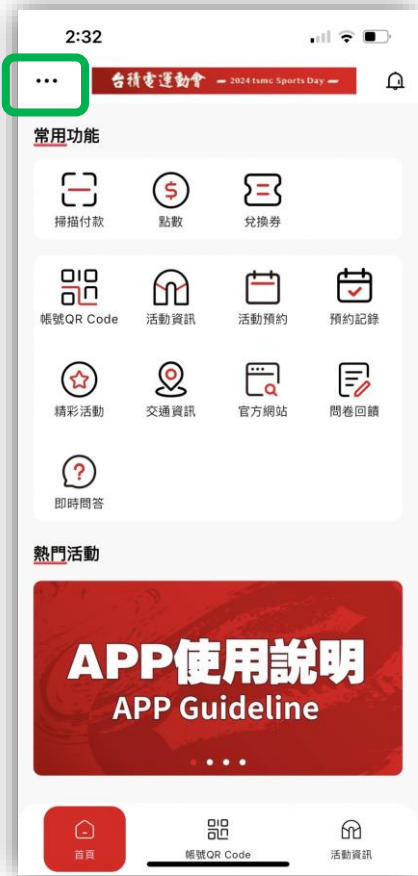 2:32
台積電運動會 – 2024 tsmc Sports Day –
常用功能
掃描付款 點數 兌換券
帳號QR Code 活動資訊 活動預約 預約記錄
精彩活動 交通資訊 官方網站 問卷回饋
即時問答
熱門活動
APP使用說明
APP Guideline
首頁 帳號QR Code 活動資訊